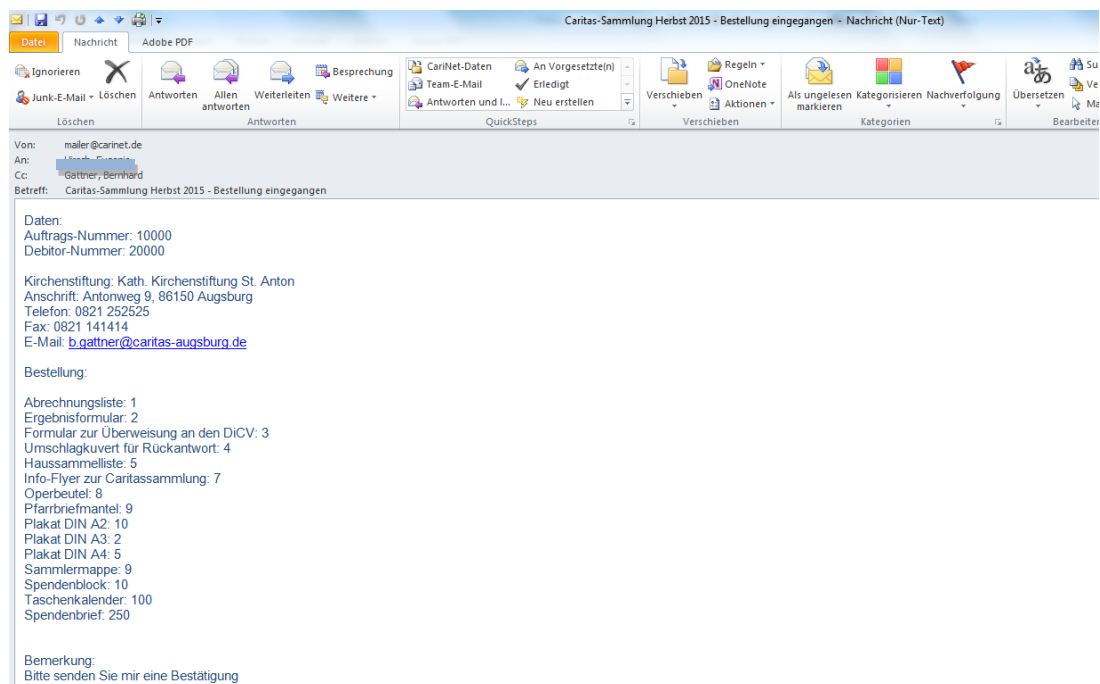 Caritas-Sammlung Herbst 2015 - Bestellung eingegangen - Nachricht (Nur-Text)
Datei Nachricht Adobe PDF
Ignorieren
Junk-E-Mail
Löschen
Löschen
Antworten
Allen antworten
Weiterleiten
Besprechung
Weitere
Antworten
CariNet-Daten
Team-E-Mail
Antworten und l...
An Vorgesetzte(n)
Erledigt
Neu erstellen
QuickSteps
Verschieben
Regeln
OneNote
Aktionen
Verschieben
Als ungelesen markieren
Kategorisieren
Nachverfolgung
Kategorien
Übersetzen
Su
Ve
Ma
Bearbeiten
Von: mailer@carinet.de
An:
Cc: Gattner, Bernhard
Betreff: Caritas-Sammlung Herbst 2015 - Bestellung eingegangen
Daten:
Auftrags-Nummer: 10000
Debitor-Nummer: 20000
Kirchenstiftung: Kath. Kirchenstiftung St. Anton
Anschrift: Antonweg 9, 86150 Augsburg
Telefon: 0821 252525
Fax: 0821 141414
E-Mail: b.gattner@caritas-augsburg.de
Bestellung:
Abrechnungsliste: 1
Ergebnisformular: 2
Formular zur Überweisung an den DiCV: 3
Umschlagkuvert für Rückantwort: 4
Haussammelliste: 5
Info-Flyer zur Caritassammlung: 7
Operbeutel: 8
Pfarrbriefmantel: 9
Plakat DIN A2: 10
Plakat DIN A3: 2
Plakat DIN A4: 5
Sammlermappe: 9
Spendenblock: 10
Taschenkalender: 100
Spendenbrief: 250
Bemerkung:
Bitte senden Sie mir eine Bestätigung